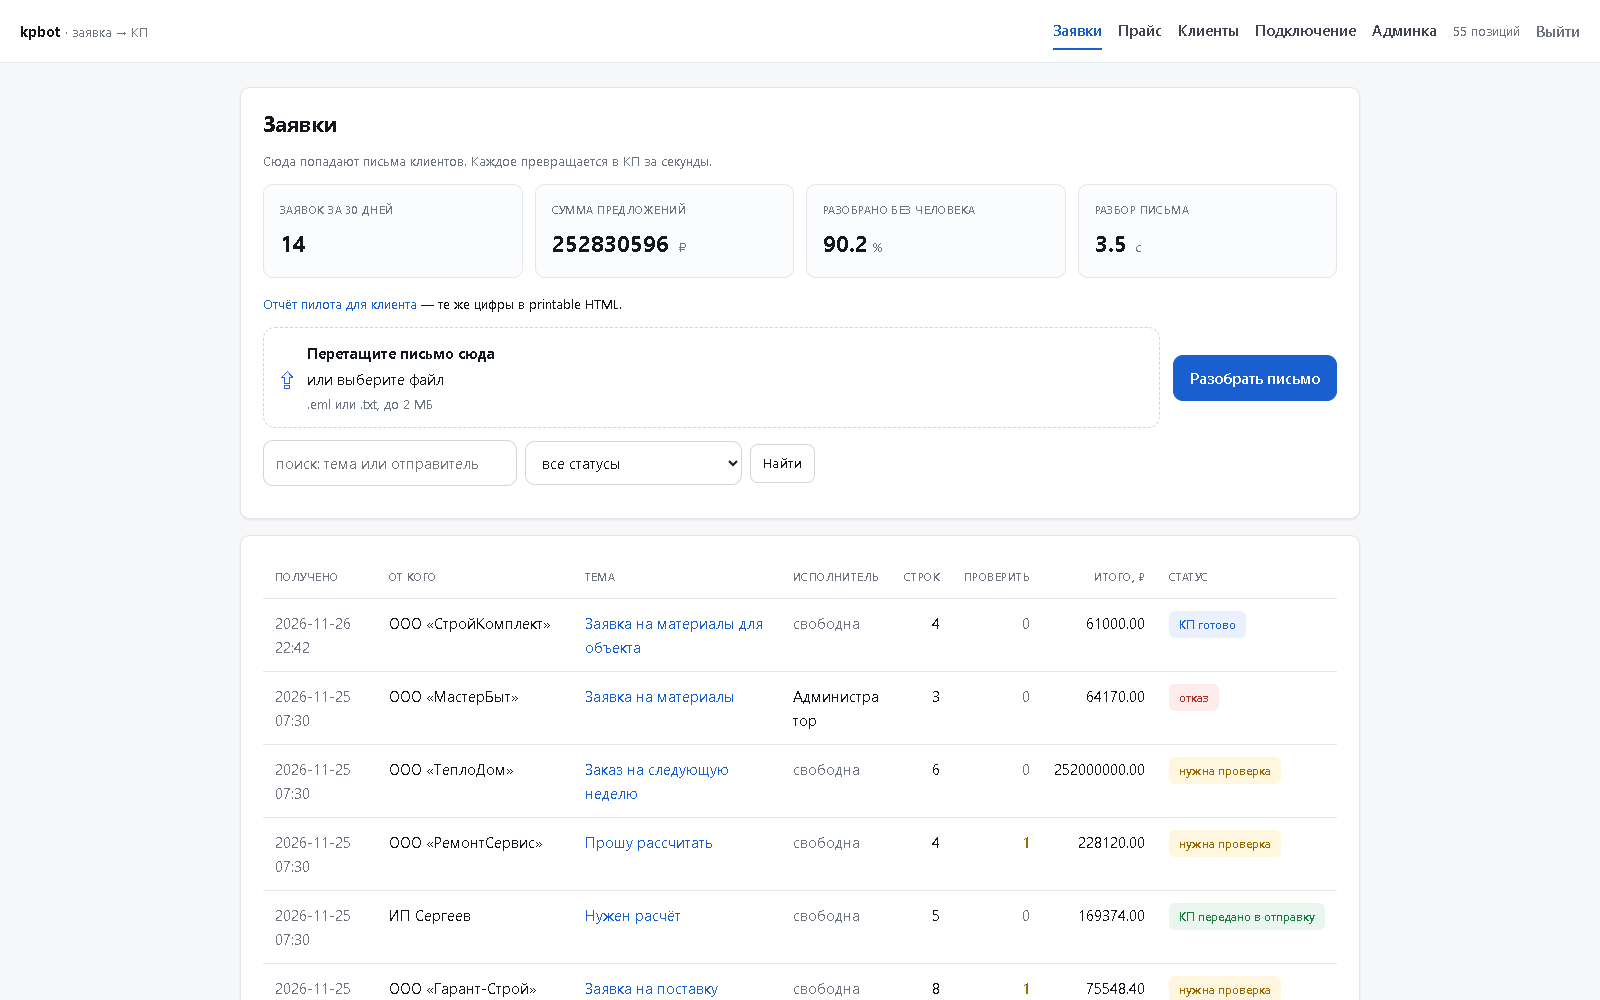 kpbot · заявка → КП
Заявки Прайс Клиенты Подключение Админка 55 позиций Выйти
Заявки
Сюда попадают письма клиентов. Каждое превращается в КП за секунды.
ЗАЯВОК ЗА 30 ДНЕЙ
14
СУММА ПРЕДЛОЖЕНИЙ
252830596 ₽
РАЗОБРАНО БЕЗ ЧЕЛОВЕКА
90.2 %
РАЗБОР ПИСЬМА
3.5 с
Отчёт пилота для клиента — те же цифры в printable HTML.
Перетащите письмо сюда
или выберите файл
.eml или .txt, до 2 МБ
Разобрать письмо
поиск: тема или отправитель
все статусы
Найти
ПОЛУЧЕНО ОТ КОГО ТЕМА ИСПОЛНИТЕЛЬ СТРОК ПРОВЕРИТЬ ИТОГО, ₽ СТАТУС
2026-11-26 ООО «СтройКомплект» Заявка на материалы для свободна 4 0 61000.00 КП готово
22:42 объекта
2026-11-25 ООО «МастерБыт» Заявка на материалы Администра 3 0 64170.00 отказ
07:30 тор
2026-11-25 ООО «ТеплоДом» Заказ на следующую свободна 6 0 252000000.00 нужна проверка
07:30 неделю
2026-11-25 ООО «РемонтСервис» Прошу рассчитать свободна 4 1 228120.00 нужна проверка
07:30
2026-11-25 ИП Сергеев Нужен расчёт свободна 5 0 169374.00 КП передано в отправку
07:30
2026-11-25 ООО «Гарант-Строй» Заявка на поставку свободна 8 1 75548.40 нужна проверка